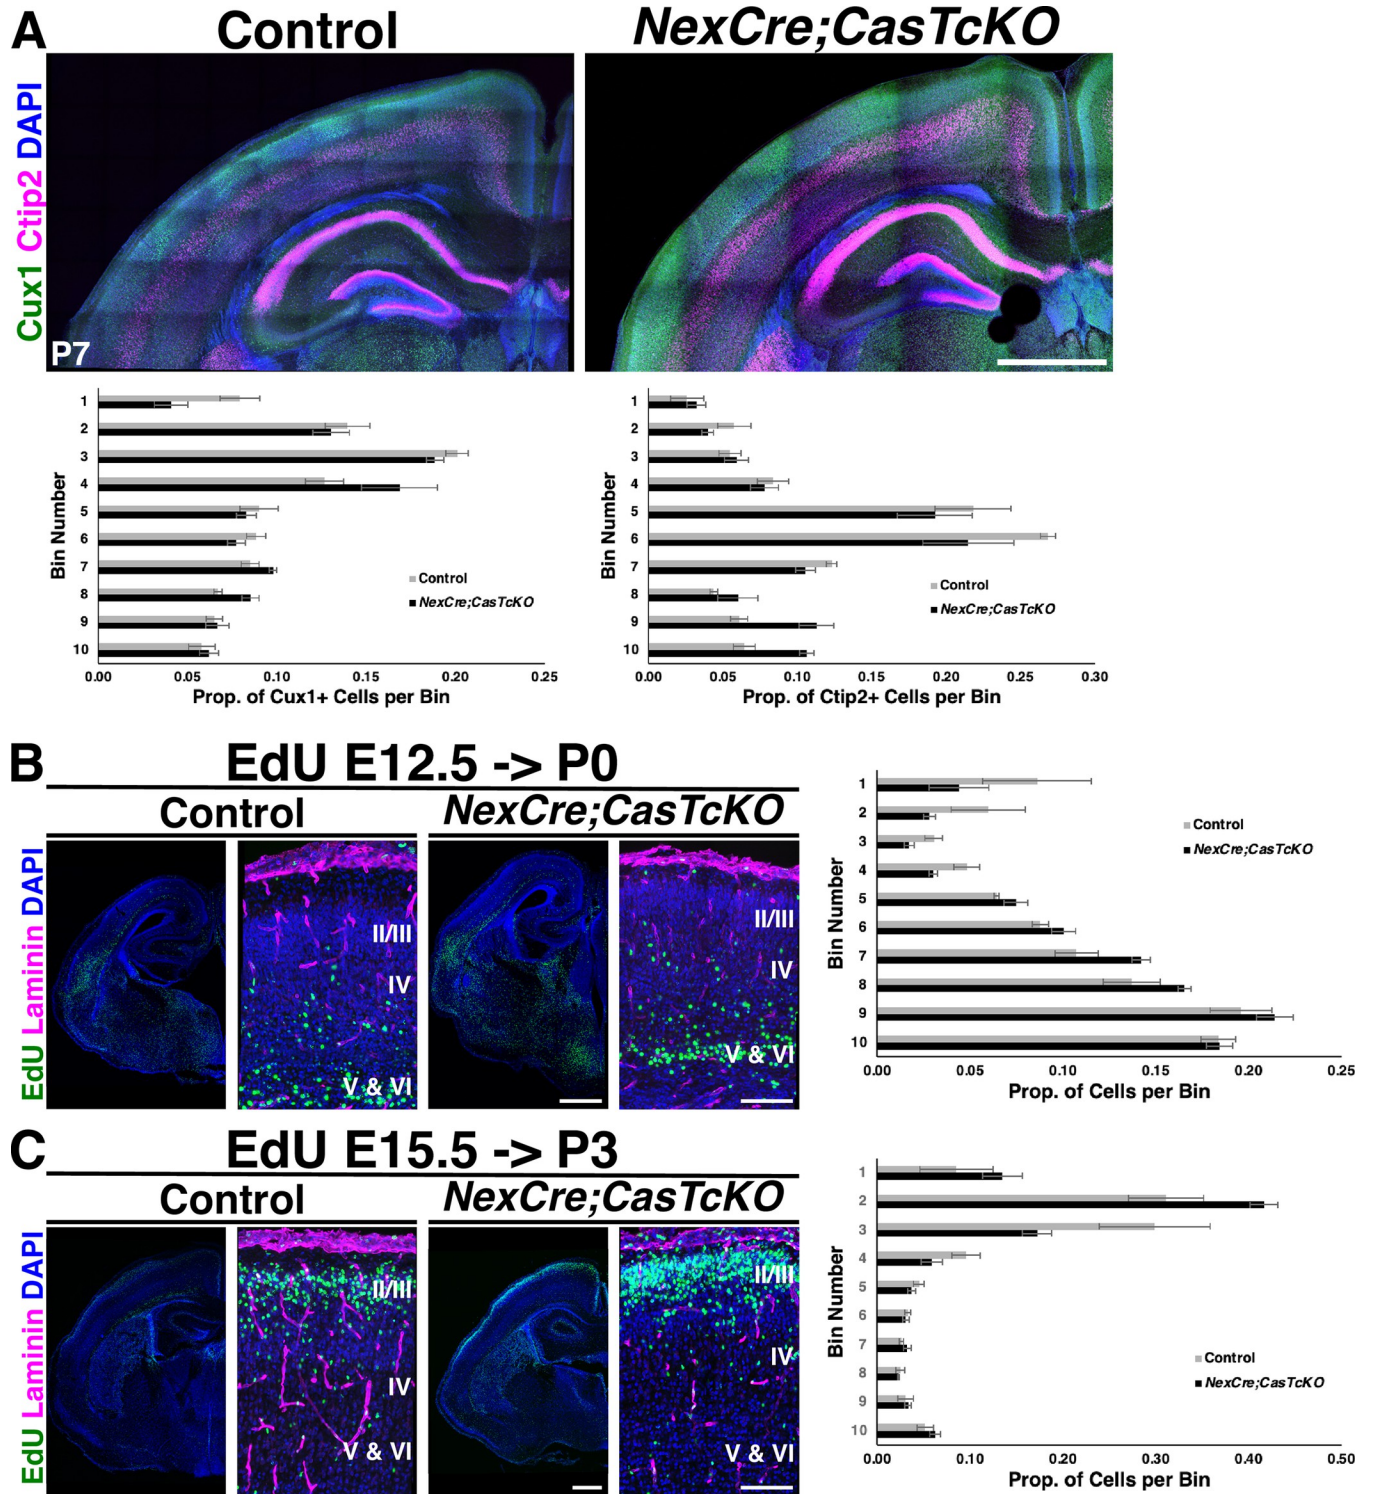 A
Control
NexCre;CasTcKO
Cux1 Ctip2 DAPI
P7
Bin Number
1
2
3
4
5
6
7
8
9
10
Control
NexCre;CasTcKO
0.00 0.05 0.10 0.15 0.20 0.25
Prop. of Cux1+ Cells per Bin
Bin Number
1
2
3
4
5
6
7
8
9
10
Control
NexCre;CasTcKO
0.00 0.05 0.10 0.15 0.20 0.25 0.30
Prop. of Ctip2+ Cells per Bin
B
EdU E12.5 -> P0
Control
NexCre;CasTcKO
EdU Laminin DAPI
II/III
IV
V & VI
II/III
IV
V & VI
Bin Number
1
2
3
4
5
6
7
8
9
10
Control
NexCre;CasTcKO
0.00 0.05 0.10 0.15 0.20 0.25
Prop. of Cells per Bin
C
EdU E15.5 -> P3
Control
NexCre;CasTcKO
EdU Laminin DAPI
II/III
IV
V & VI
II/III
IV
V & VI
Bin Number
1
2
3
4
5
6
7
8
9
10
Control
NexCre;CasTcKO
0.00 0.10 0.20 0.30 0.40 0.50
Prop. of Cells per Bin